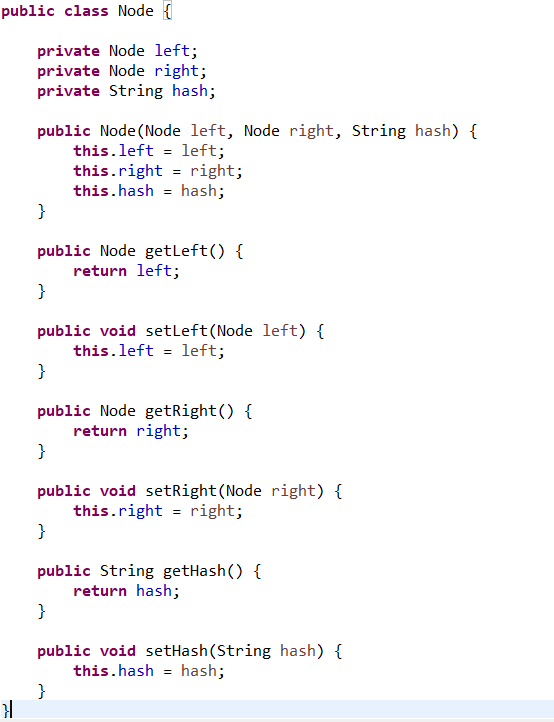 public class Node {
private Node left;
private Node right;
private String hash;
public Node(Node left, Node right, String hash) {
this.left = left;
this.right = right;
this.hash = hash;
}
public Node getLeft() {
return left;
}
public void setLeft(Node left) {
this.left = left;
}
public Node getRight() {
return right;
}
public void setRight(Node right) {
this.right = right;
}
public String getHash() {
return hash;
}
public void setHash(String hash) {
this.hash = hash;
}
}